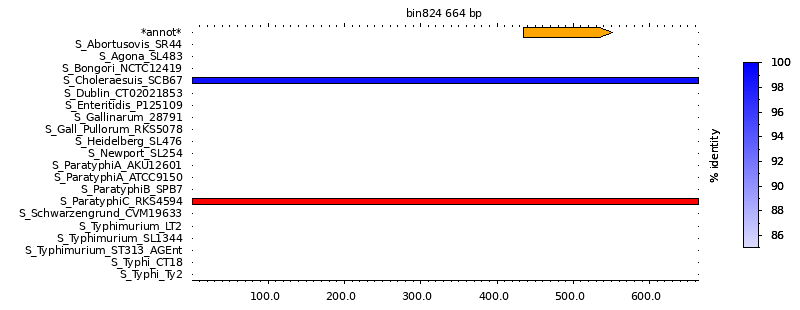 bin824 664 bp
*annot*
S_Abortusovis_SR44
S_Agona_SL483
S_Bongori_NCTC12419
S_Choleraesuis_SCB67
S_Dublin_CT02021853
S_Enteritidis_P125109
S_Gallinarum_28791
S_Gall_Pullorum_RKS5078
S_Heidelberg_SL476
S_Newport_SL254
S_ParatyphiA_AKU12601
S_ParatyphiA_ATCC9150
S_ParatyphiB_SPB7
S_ParatyphiC_RKS4594
S_Schwarzengrund_CVM19633
S_Typhimurium_LT2
S_Typhimurium_SL1344
S_Typhimurium_ST313_AGEnt
S_Typhi_CT18
S_Typhi_Ty2
100.0 200.0 300.0 400.0 500.0 600.0
% identity
100
98
96
94
92
90
88
86